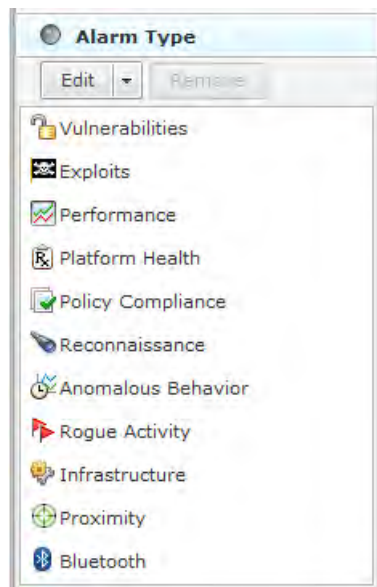 Alarm Type
Edit Remove
Vulnerabilities
Exploits
Performance
Platform Health
Policy Compliance
Reconnaissance
Anomalous Behavior
Rogue Activity
Infrastructure
Proximity
Bluetooth